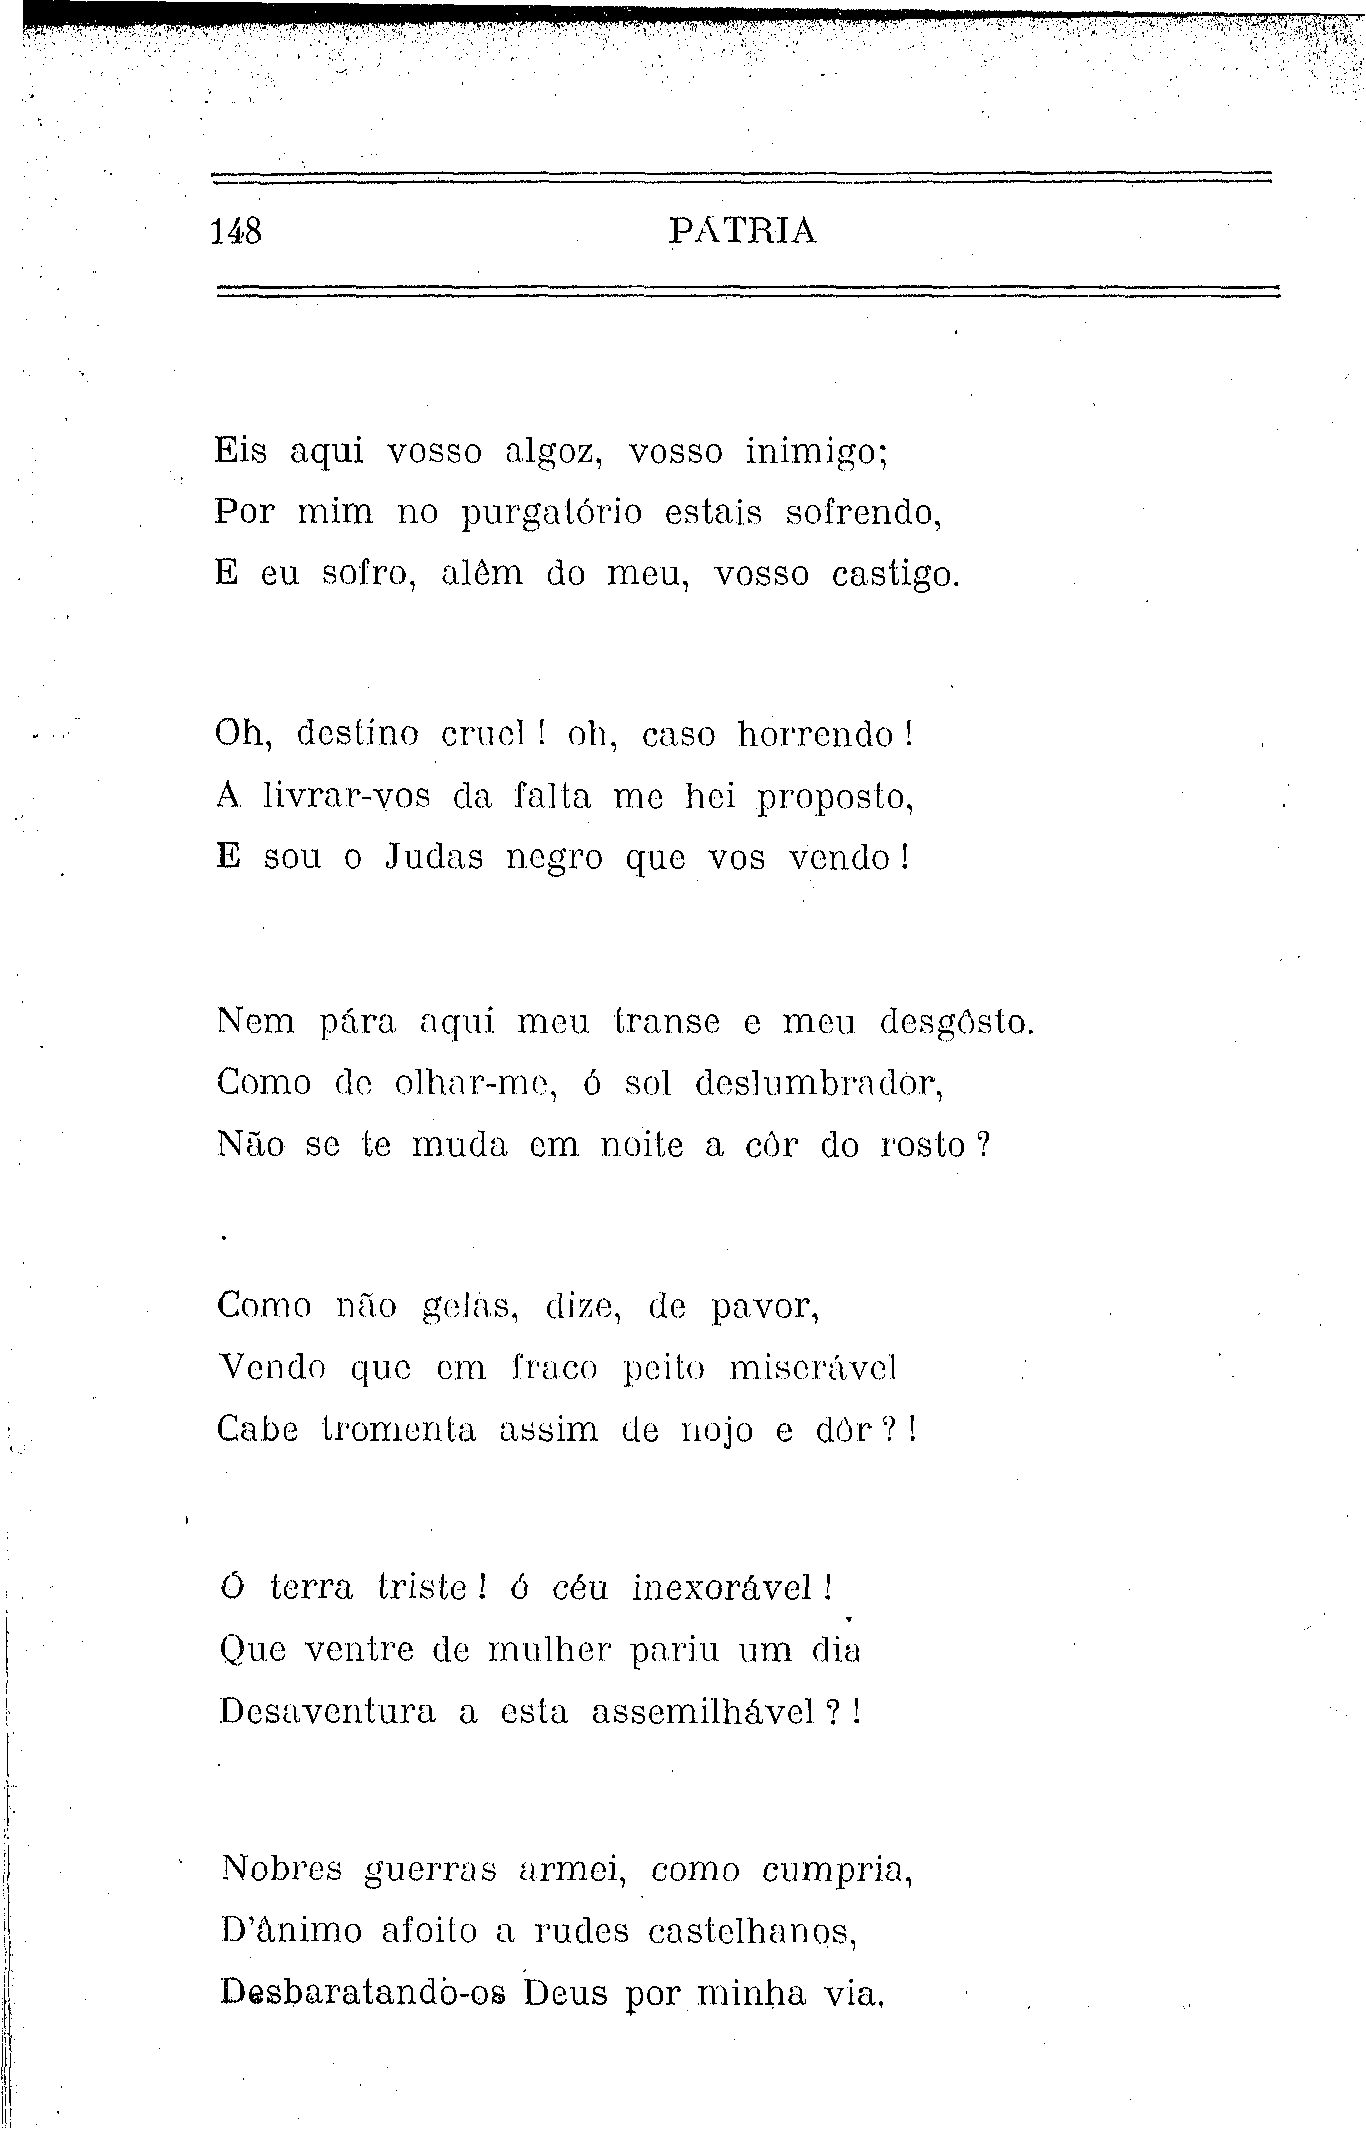 148 PÁTRIA
Eis aqui vosso algoz, vosso inimigo;
Por mim no purgatório estais sofrendo,
E eu sofro, alêm do meu, vosso castigo.
Oh, destino cruel! oh, caso horrendo!
A livrar-vos da falta me hei proposto,
E sou o Judas negro que vos vendo!
Nem pára aqui meu transe e meu desgôsto.
Como de olhar-me, ó sol deslumbrador,
Não se te muda em noite a côr do rosto?
Como não gelas, dize, de pavor,
Vendo que em fraco peito miserável
Cabe tromenta assim de nojo e dôr?!
Ó terra triste! ó céu inexorável!
Que ventre de mulher pariu um dia
Desaventura a esta assemilhável?!
Nobres guerras armei, como cumpria,
D'ânimo afoito a rudes castelhanos,
Desbaratando-os Deus por minha via.